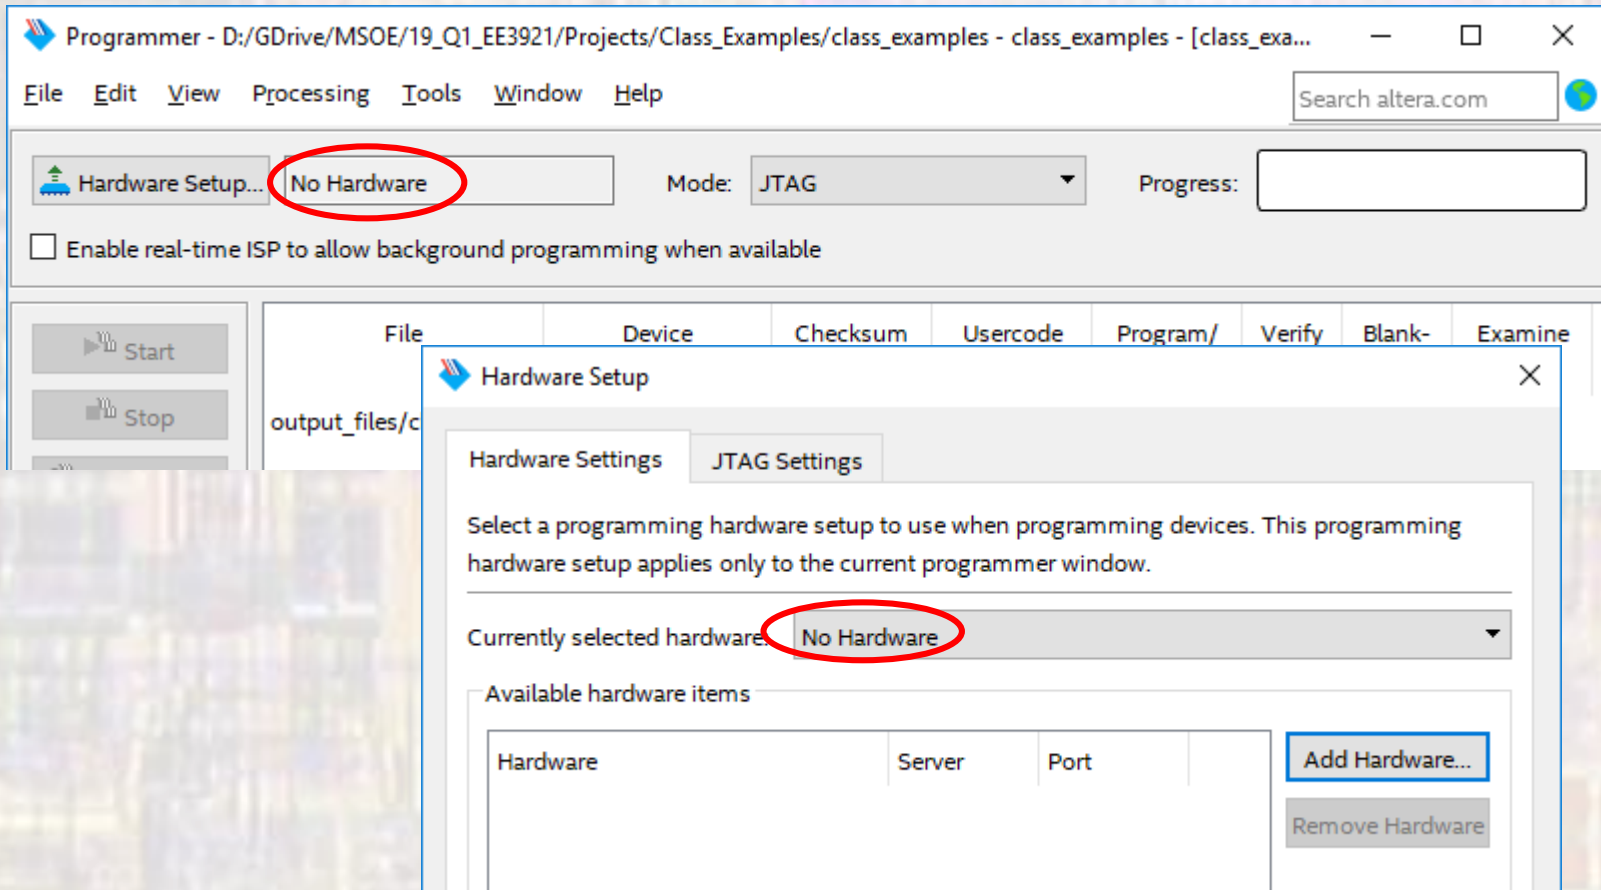 Programmer - D:/GDrive/MSOE/19_Q1_EE3921/Projects/Class_Examples/class_examples - class_examples - [class_exa...
File Edit View Processing Tools Window Help
Search altera.com
Hardware Setup... No Hardware Mode: JTAG Progress:
Enable real-time ISP to allow background programming when available
Start
Stop
File Device Checksum Usercode Program/ Verify Blank- Examine
output_files/c
Hardware Setup
Hardware Settings JTAG Settings
Select a programming hardware setup to use when programming devices. This programming
hardware setup applies only to the current programmer window.
Currently selected hardware: No Hardware
Available hardware items
Hardware Server Port
Add Hardware...
Remove Hardware